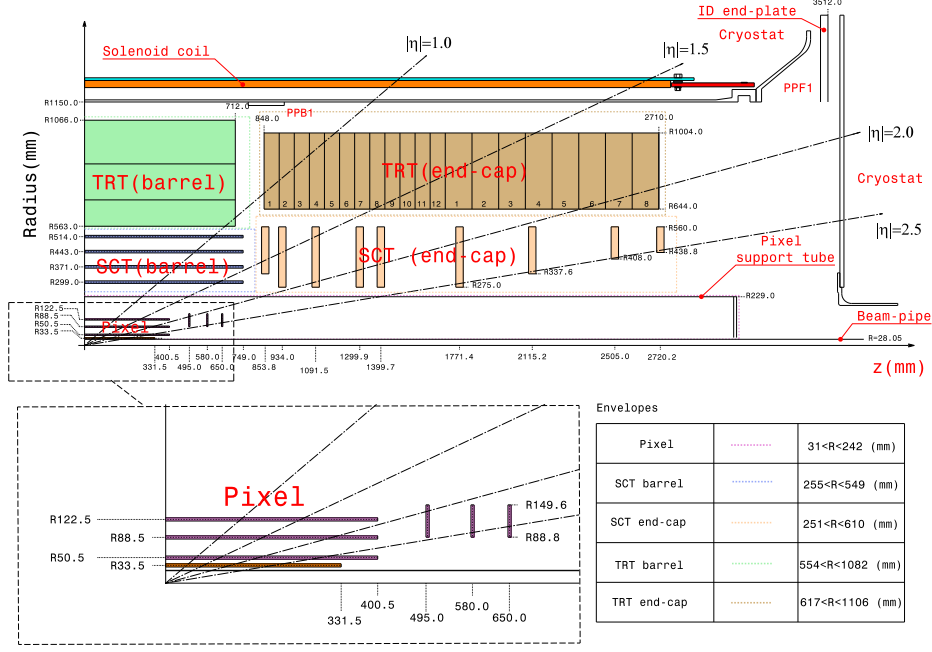 3512.0
ID end-plate
Cryostat
|η|=1.0
|η|=1.5
Solenoid coil
PPF1
R1150.0
712.0
PPB1
848.0
2710.0
R1066.0
R1004.0
|η|=2.0
Radius(mm)
TRT(barrel)
TRT(end-cap)
Cryostat
1 2 3 4 5 6 7 8 9 10 11 12 1 2 3 4 5 6 7 8
R644.0
R563.0
R560.0
R514.0
|η|=2.5
R443.0
SCT (end-cap)
R438.8
R408.0
Pixel
support tube
R371.0
SCT(barrel)
R337.6
R299.0
R275.0
R229.0
R122.5
R88.5
R50.5
R33.5
Pixel
Beam-pipe
R=28.05
400.5 580.0 749.0 934.0 1299.9 1771.4 2115.2 2505.0 2720.2
331.5 495.0 650.0 853.8 1091.5 1399.7
z(mm)
Envelopes
Pixel 31<R<242 (mm)
SCT barrel 255<R<549 (mm)
SCT end-cap 251<R<610 (mm)
TRT barrel 554<R<1082 (mm)
TRT end-cap 617<R<1106 (mm)
Pixel
R149.6
R122.5
R88.5
R88.8
R50.5
R33.5
400.5
580.0
331.5
495.0
650.0